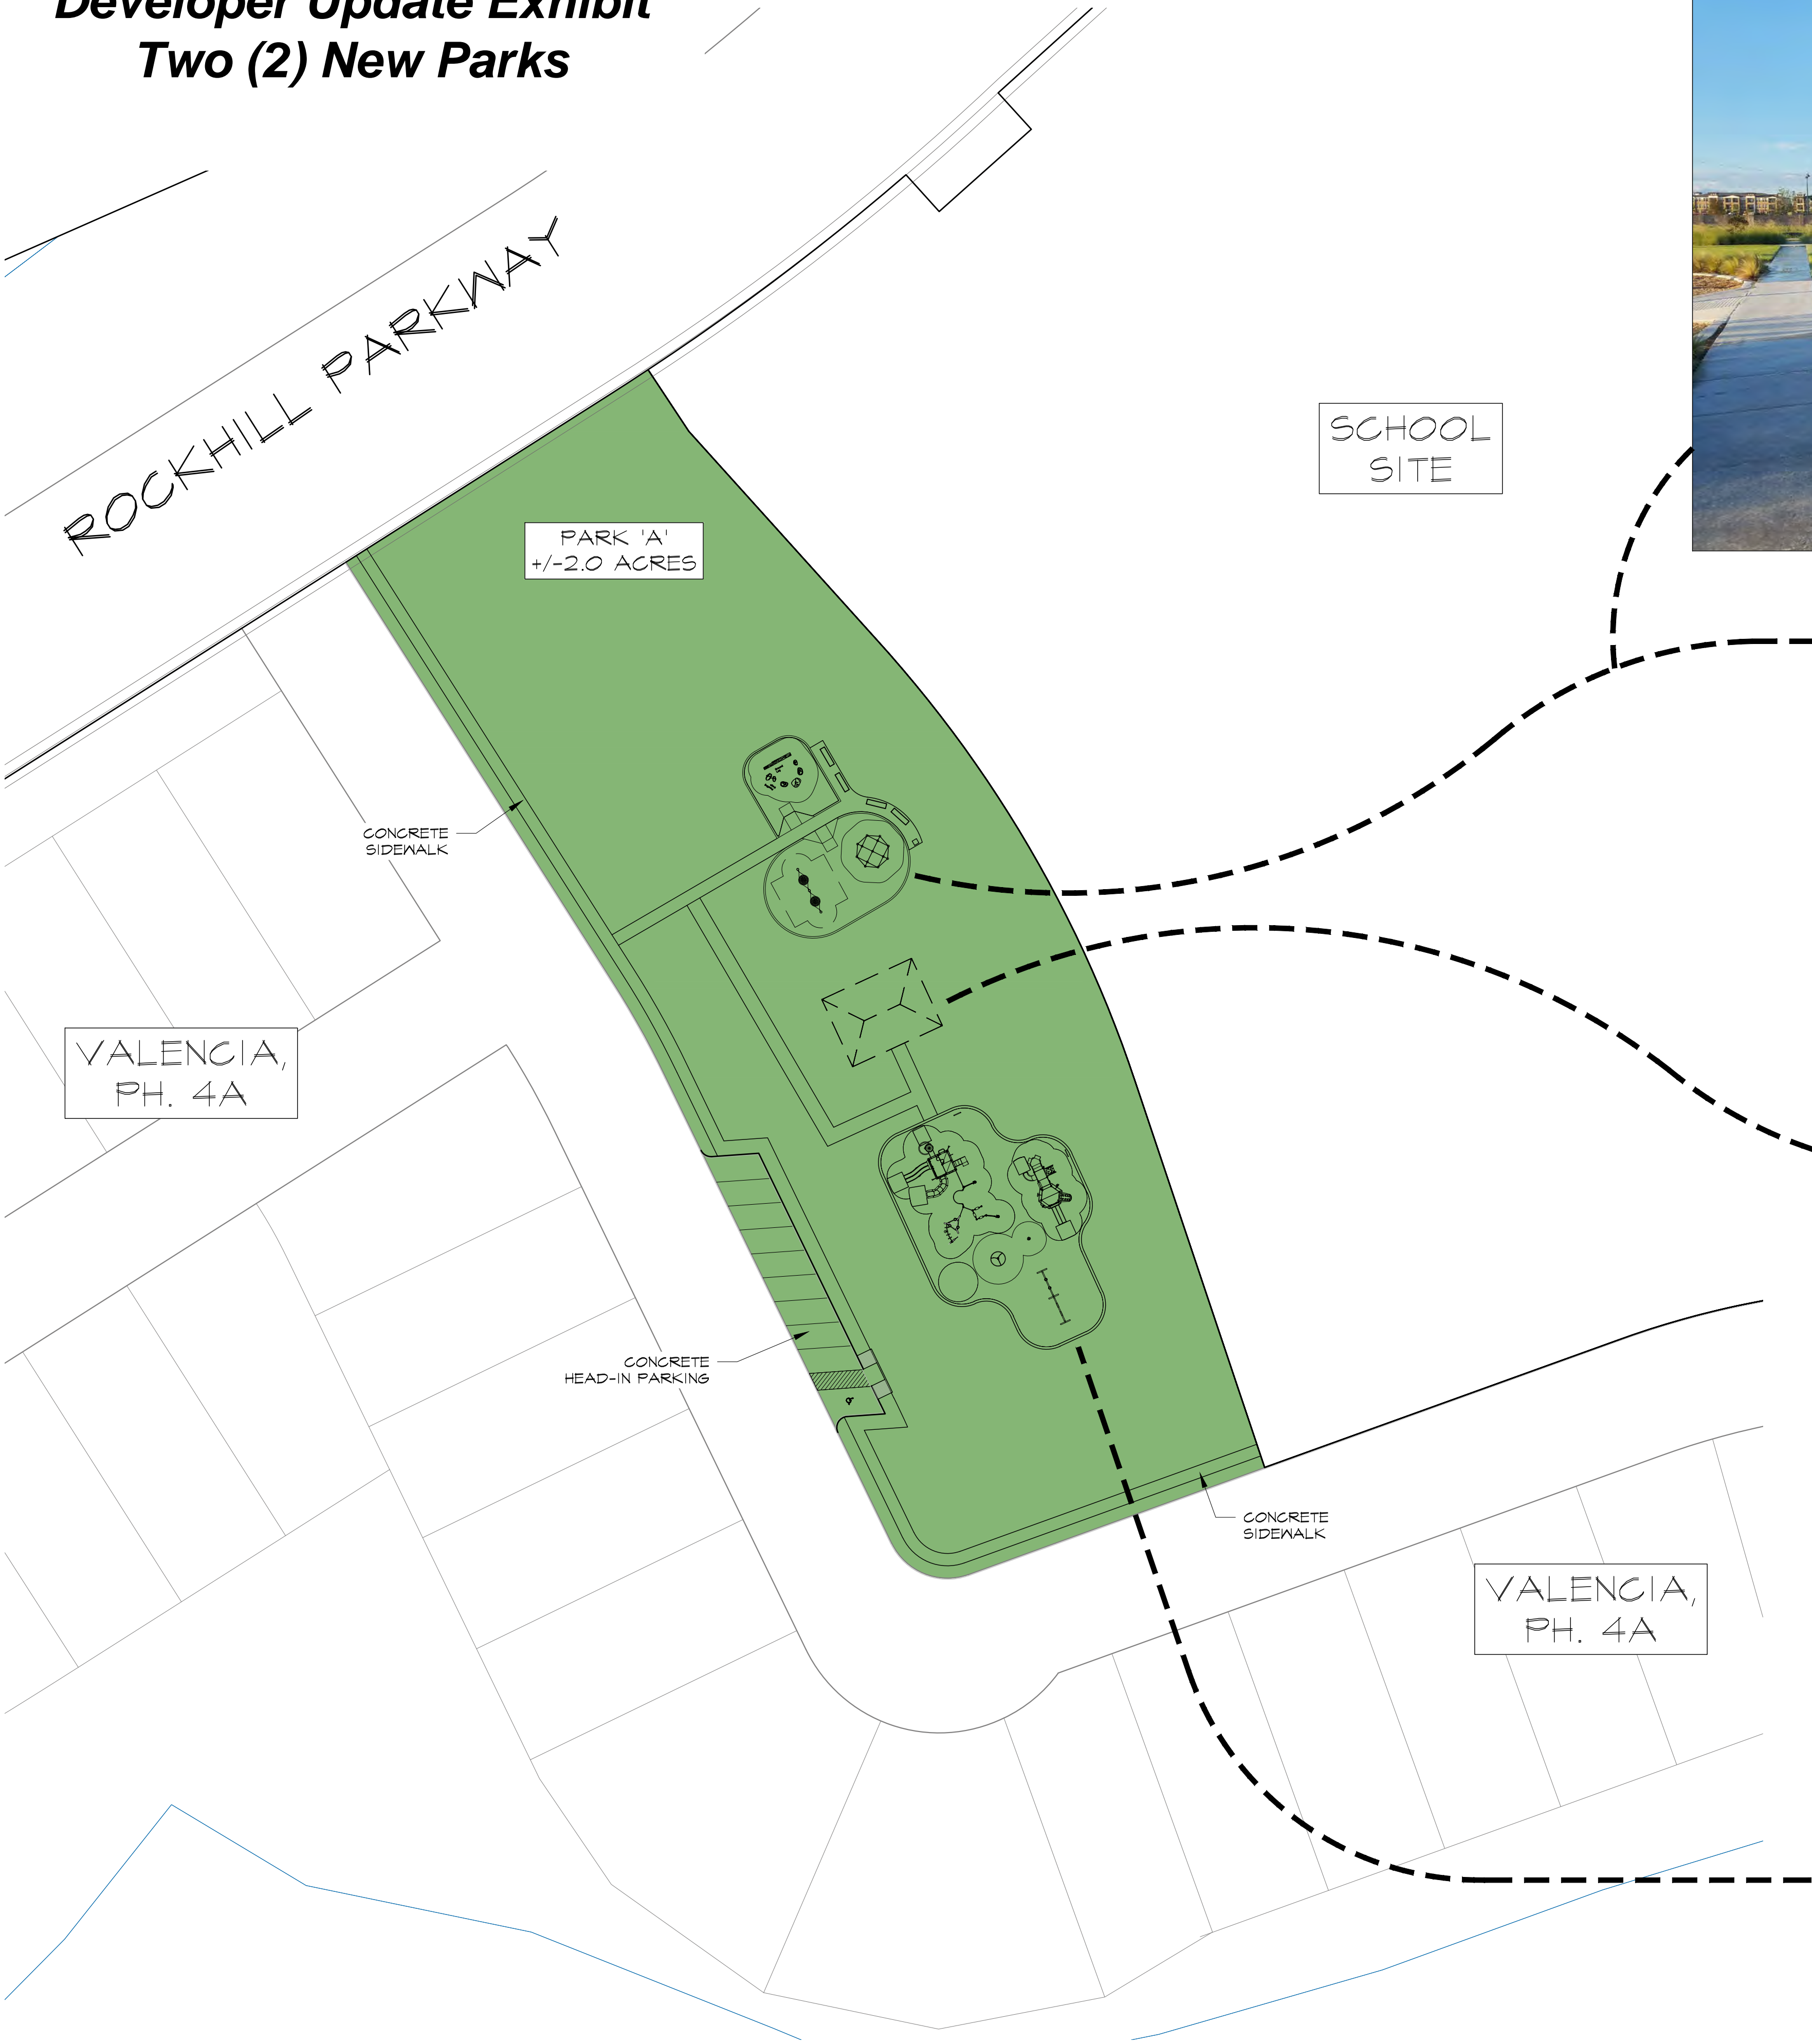 Developer Update Exhibit
Two (2) New Parks
ROCKHILL PARKWAY
SCHOOL
SITE
PARK 'A'
+/-2.0 ACRES
CONCRETE
SIDEWALK
VALENCIA,
PH. 4A
CONCRETE
HEAD-IN PARKING
CONCRETE
SIDEWALK
VALENCIA,
PH. 4A